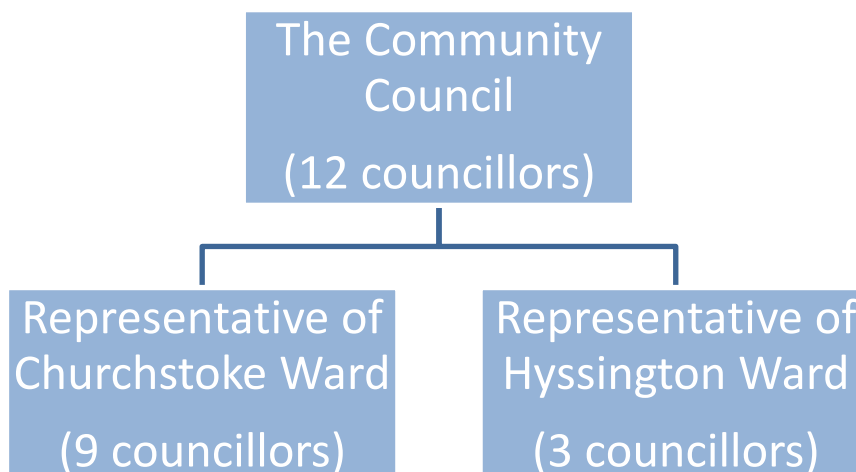 The Community
Council
(12 councillors)
Representative of
Churchstoke Ward
(9 councillors)
Representative of
Hyssington Ward
(3 councillors)